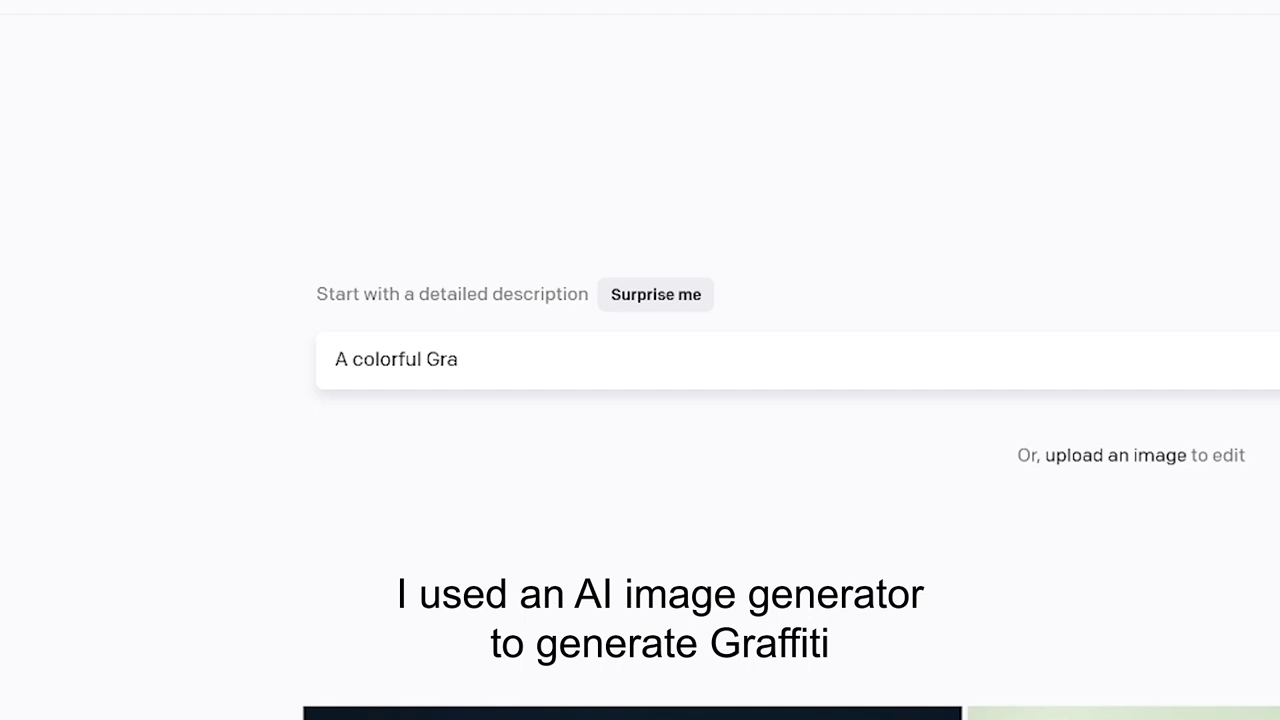 Start with a detailed description Surprise me
A colorful Gra
Or, upload an image to edit
I used an AI image generator
to generate Graffiti